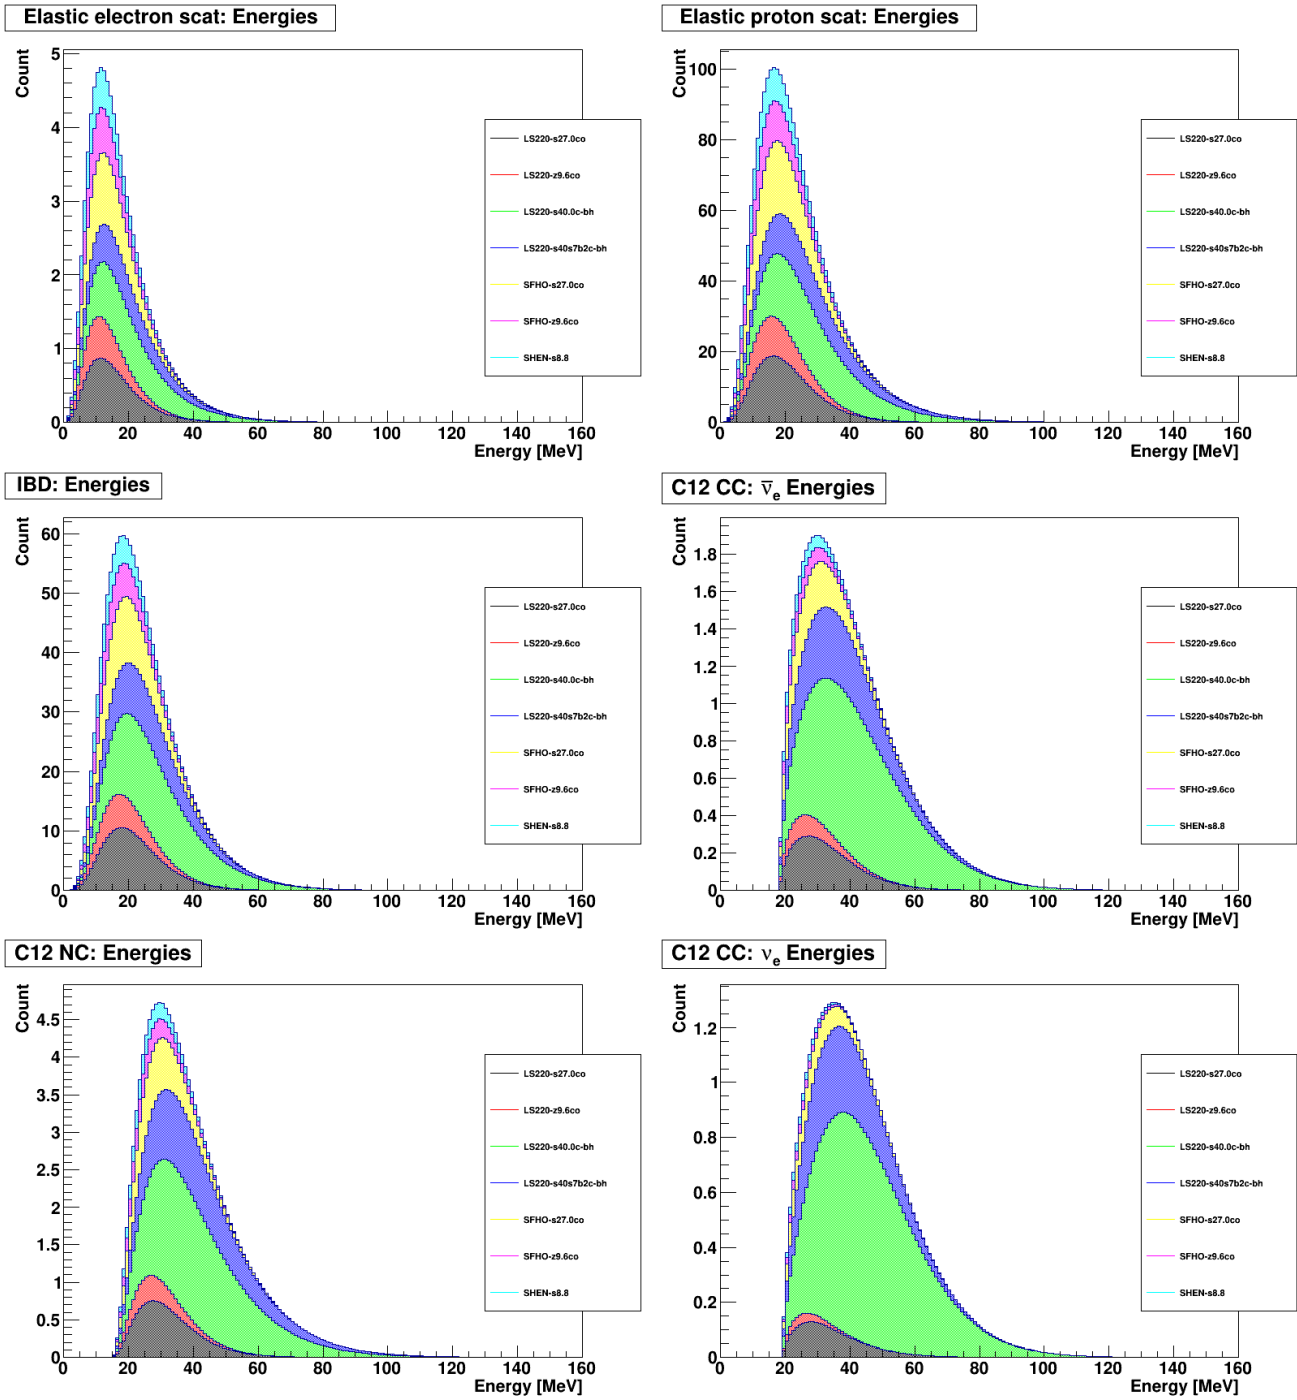 Elastic electron scat: Energies
Count
5
4
3
2
1
0
0 20 40 60 80 100 120 140 160
Energy [MeV]
LS220-s27.0co
LS220-z9.6co
LS220-s40.0c-bh
LS220-s40s7b2c-bh
SFHO-s27.0co
SFHO-z9.6co
SHEN-s8.8
Elastic proton scat: Energies
Count
100
80
60
40
20
0
0 20 40 60 80 100 120 140 160
Energy [MeV]
LS220-s27.0co
LS220-z9.6co
LS220-s40.0c-bh
LS220-s40s7b2c-bh
SFHO-s27.0co
SFHO-z9.6co
SHEN-s8.8
IBD: Energies
Count
60
50
40
30
20
10
0
0 20 40 60 80 100 120 140 160
Energy [MeV]
LS220-s27.0co
LS220-z9.6co
LS220-s40.0c-bh
LS220-s40s7b2c-bh
SFHO-s27.0co
SFHO-z9.6co
SHEN-s8.8
C12 CC: ν̅e Energies
Count
1.8
1.6
1.4
1.2
1
0.8
0.6
0.4
0.2
0
0 20 40 60 80 100 120 140 160
Energy [MeV]
LS220-s27.0co
LS220-z9.6co
LS220-s40.0c-bh
LS220-s40s7b2c-bh
SFHO-s27.0co
SFHO-z9.6co
SHEN-s8.8
C12 NC: Energies
Count
4.5
4
3.5
3
2.5
2
1.5
1
0.5
0
0 20 40 60 80 100 120 140 160
Energy [MeV]
LS220-s27.0co
LS220-z9.6co
LS220-s40.0c-bh
LS220-s40s7b2c-bh
SFHO-s27.0co
SFHO-z9.6co
SHEN-s8.8
C12 CC: νe Energies
Count
1.2
1
0.8
0.6
0.4
0.2
0
0 20 40 60 80 100 120 140 160
Energy [MeV]
LS220-s27.0co
LS220-z9.6co
LS220-s40.0c-bh
LS220-s40s7b2c-bh
SFHO-s27.0co
SFHO-z9.6co
SHEN-s8.8